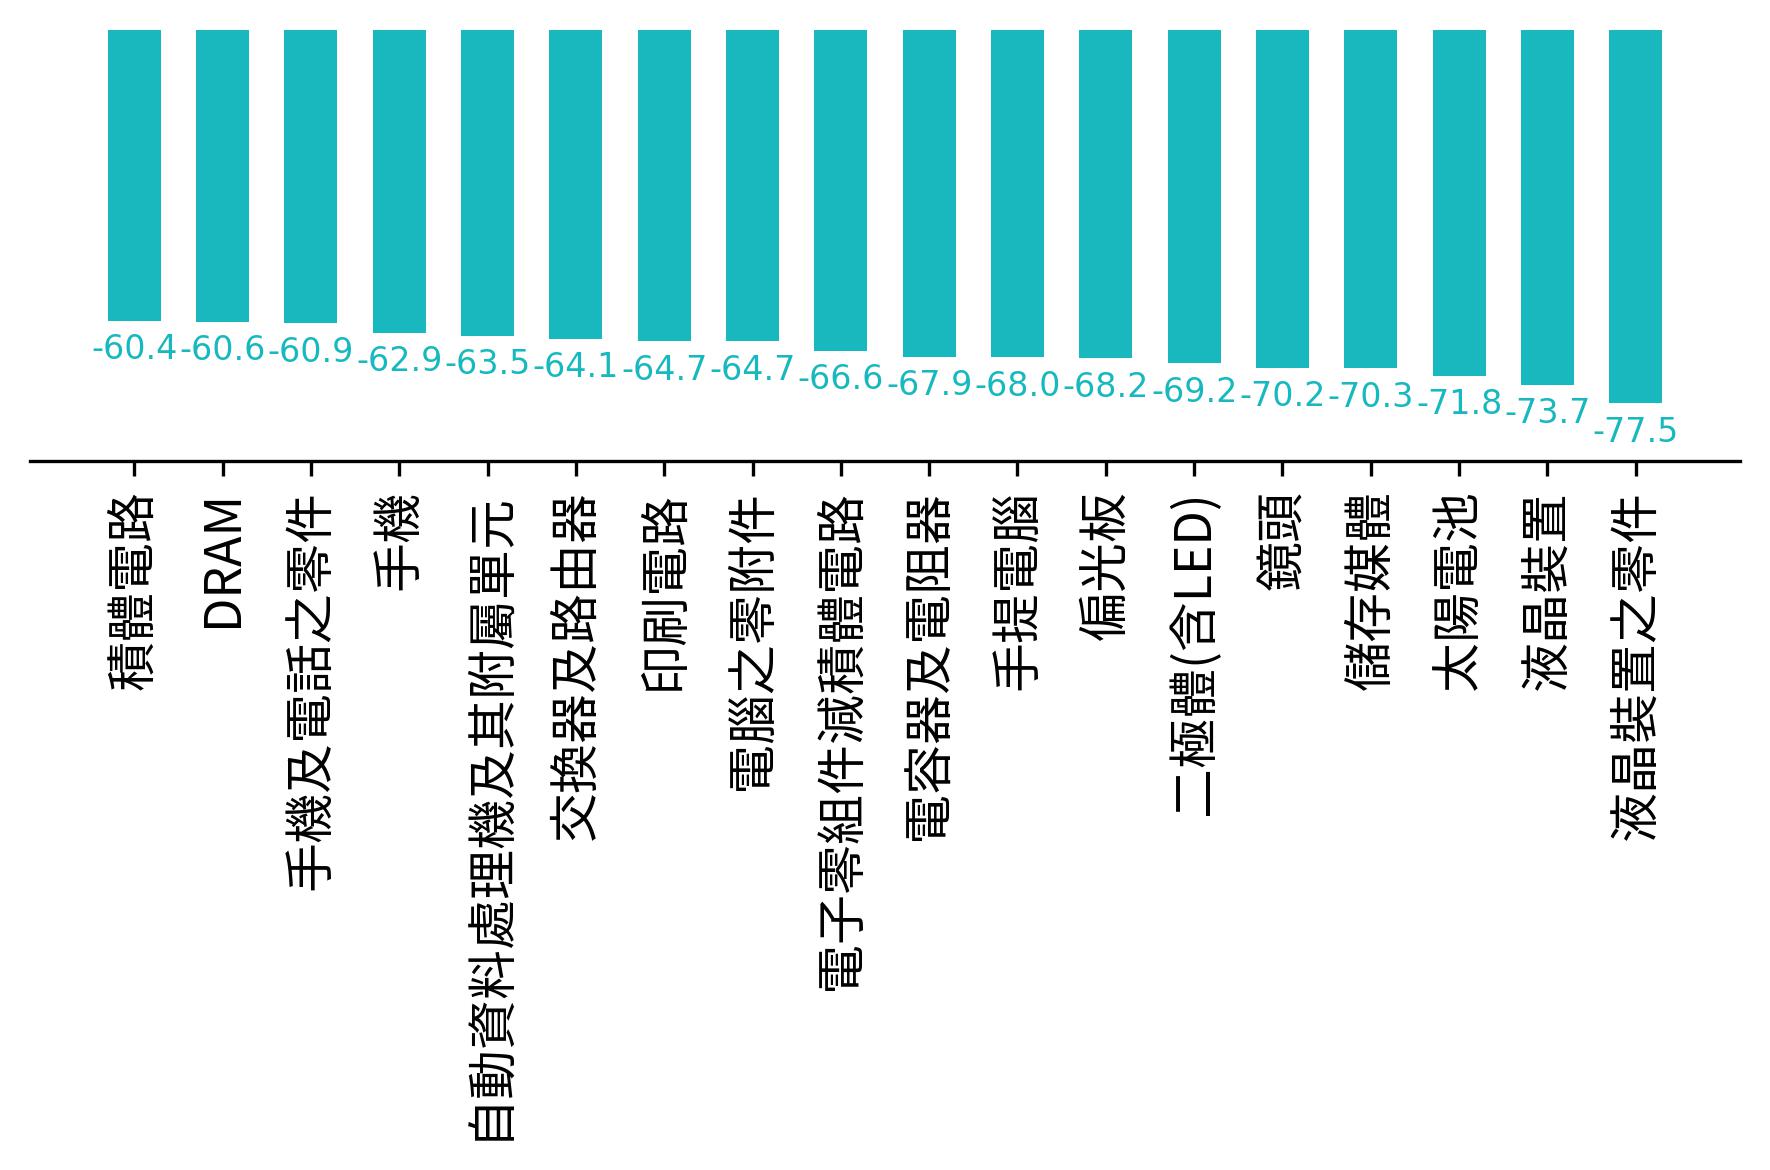 -60.4
-60.6
-60.9
-62.9
-63.5
-64.1
-64.7
-64.7
-66.6
-67.9
-68.0
-68.2
-69.2
-70.2
-70.3
-71.8
-73.7
-77.5
積體電路
DRAM
手機及電話之零件
手機
自動資料處理機及其附屬單元
交換器及路由器
印刷電路
電腦之零附件
電子零組件減積體電路
電容器及電阻器
手提電腦
偏光板
二極體(含LED)
鏡頭
儲存媒體
太陽電池
液晶裝置
液晶裝置之零件